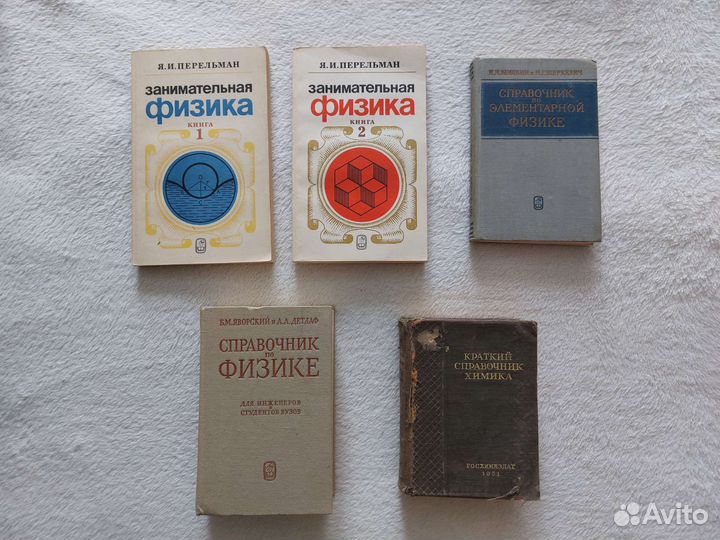 Я.И.ПЕРЕЛЬМАН
ЗАНИМАТЕЛЬНАЯ
ФИЗИКА
КНИГА
1
Я.И.ПЕРЕЛЬМАН
ЗАНИМАТЕЛЬНАЯ
ФИЗИКА
КНИГА
2
СПРАВОЧНИК
ПО
ЭЛЕМЕНТАРНОЙ
ФИЗИКЕ
Б.М.ЯВОРСКИЙ и А.А.ДЕТЛАФ
СПРАВОЧНИК
ПО
ФИЗИКЕ
ДЛЯ ИНЖЕНЕРОВ
И
СТУДЕНТОВ ВУЗОВ
КРАТКИЙ
СПРАВОЧНИК
ХИМИКА
ГОСХИМИЗДАТ
1951
Avito